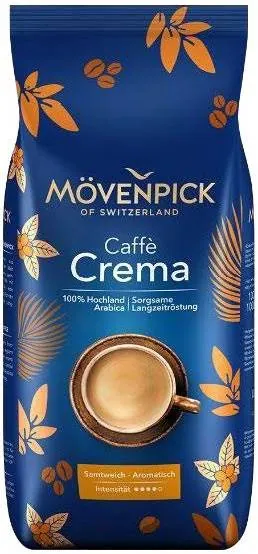 MÖVENPICK
OF SWITZERLAND
Caffè
Crema
100% Hochland | Sorgsame
Arabica | Langzeitröstung
Samtweich - Aromatisch
Intensität